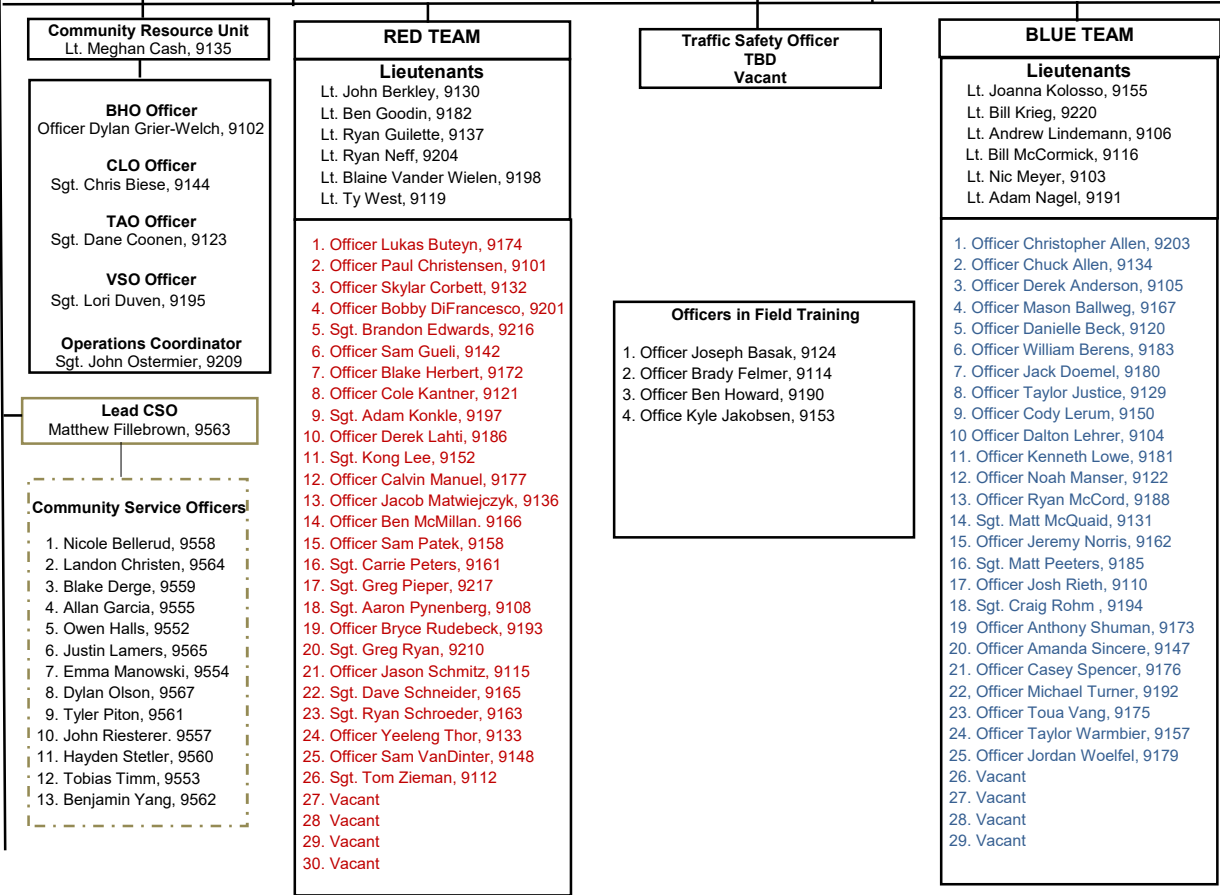 Community Resource Unit
Lt. Meghan Cash, 9135
BHO Officer
Officer Dylan Grier-Welch, 9102
CLO Officer
Sgt. Chris Biese, 9144
TAO Officer
Sgt. Dane Coonen, 9123
VSO Officer
Sgt. Lori Duven, 9195
Operations Coordinator
Sgt. John Ostermier, 9209
Lead CSO
Matthew Fillebrown, 9563
Community Service Officers
1. Nicole Bellerud, 9558
2. Landon Christen, 9564
3. Blake Derge, 9559
4. Allan Garcia, 9555
5. Owen Halls, 9552
6. Justin Lamers, 9565
7. Emma Manowski, 9554
8. Dylan Olson, 9567
9. Tyler Piton, 9561
10. John Riesterer. 9557
11. Hayden Stetler, 9560
12. Tobias Timm, 9553
13. Benjamin Yang, 9562
RED TEAM
Lieutenants
Lt. John Berkley, 9130
Lt. Ben Goodin, 9182
Lt. Ryan Guilette, 9137
Lt. Ryan Neff, 9204
Lt. Blaine Vander Wielen, 9198
Lt. Ty West, 9119
1. Officer Lukas Buteyn, 9174
2. Officer Paul Christensen, 9101
3. Officer Skylar Corbett, 9132
4. Officer Bobby DiFrancesco, 9201
5. Sgt. Brandon Edwards, 9216
6. Officer Sam Gueli, 9142
7. Officer Blake Herbert, 9172
8. Officer Cole Kantner, 9121
9. Sgt. Adam Konkle, 9197
10. Officer Derek Lahti, 9186
11. Sgt. Kong Lee, 9152
12. Officer Calvin Manuel, 9177
13. Officer Jacob Matwiejczyk, 9136
14. Officer Ben McMillan. 9166
15. Officer Sam Patek, 9158
16. Sgt. Carrie Peters, 9161
17. Sgt. Greg Pieper, 9217
18. Sgt. Aaron Pynenberg, 9108
19. Officer Bryce Rudebeck, 9193
20. Sgt. Greg Ryan, 9210
21. Officer Jason Schmitz, 9115
22. Sgt. Dave Schneider, 9165
23. Sgt. Ryan Schroeder, 9163
24. Officer Yeeleng Thor, 9133
25. Officer Sam VanDinter, 9148
26. Sgt. Tom Zieman, 9112
27. Vacant
28 Vacant
29. Vacant
30. Vacant
Traffic Safety Officer
TBD
Vacant
Officers in Field Training
1. Officer Joseph Basak, 9124
2. Officer Brady Felmer, 9114
3. Officer Ben Howard, 9190
4. Office Kyle Jakobsen, 9153
BLUE TEAM
Lieutenants
Lt. Joanna Kolosso, 9155
Lt. Bill Krieg, 9220
Lt. Andrew Lindemann, 9106
Lt. Bill McCormick, 9116
Lt. Nic Meyer, 9103
Lt. Adam Nagel, 9191
1. Officer Christopher Allen, 9203
2. Officer Chuck Allen, 9134
3. Officer Derek Anderson, 9105
4. Officer Mason Ballweg, 9167
5. Officer Danielle Beck, 9120
6. Officer William Berens, 9183
7. Officer Jack Doemel, 9180
8. Officer Taylor Justice, 9129
9. Officer Cody Lerum, 9150
10 Officer Dalton Lehrer, 9104
11. Officer Kenneth Lowe, 9181
12. Officer Noah Manser, 9122
13. Officer Ryan McCord, 9188
14. Sgt. Matt McQuaid, 9131
15. Officer Jeremy Norris, 9162
16. Sgt. Matt Peeters, 9185
17. Officer Josh Rieth, 9110
18. Sgt. Craig Rohm , 9194
19 Officer Anthony Shuman, 9173
20. Officer Amanda Sincere, 9147
21. Officer Casey Spencer, 9176
22, Officer Michael Turner, 9192
23. Officer Toua Vang, 9175
24. Officer Taylor Warmbier, 9157
25. Officer Jordan Woelfel, 9179
26. Vacant
27. Vacant
28. Vacant
29. Vacant